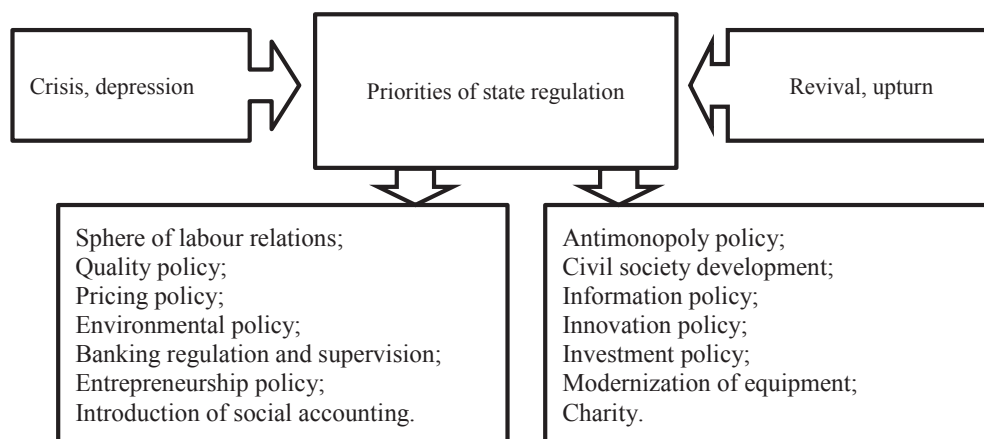 Crisis, depression
Priorities of state regulation
Revival, upturn
Sphere of labour relations;
Quality policy;
Pricing policy;
Environmental policy;
Banking regulation and supervision;
Entrepreneurship policy;
Introduction of social accounting.
Antimonopoly policy;
Civil society development;
Information policy;
Innovation policy;
Investment policy;
Modernization of equipment;
Charity.